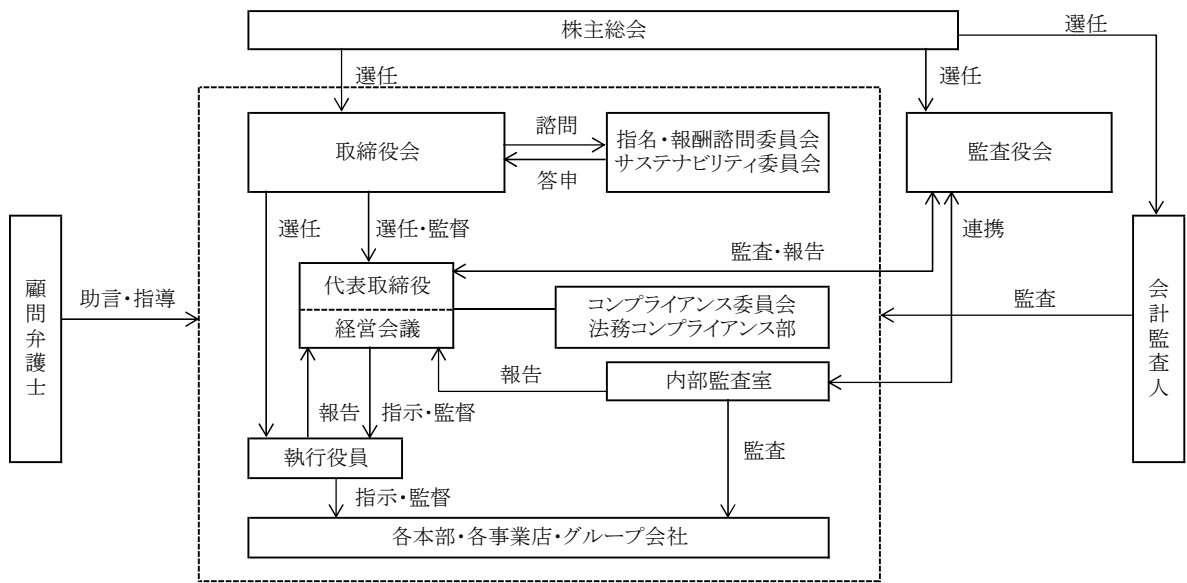 株主総会
選任
選任
選任
取締役会
諮問
答申
指名・報酬諮問委員会
サステナビリティ委員会
監査役会
選任
選任・監督
監査・報告
連携
顧問弁護士
助言・指導
代表取締役
経営会議
コンプライアンス委員会
法務コンプライアンス部
監査
会計監査人
報告
内部監査室
報告
指示・監督
執行役員
監査
指示・監督
各本部・各事業店・グループ会社